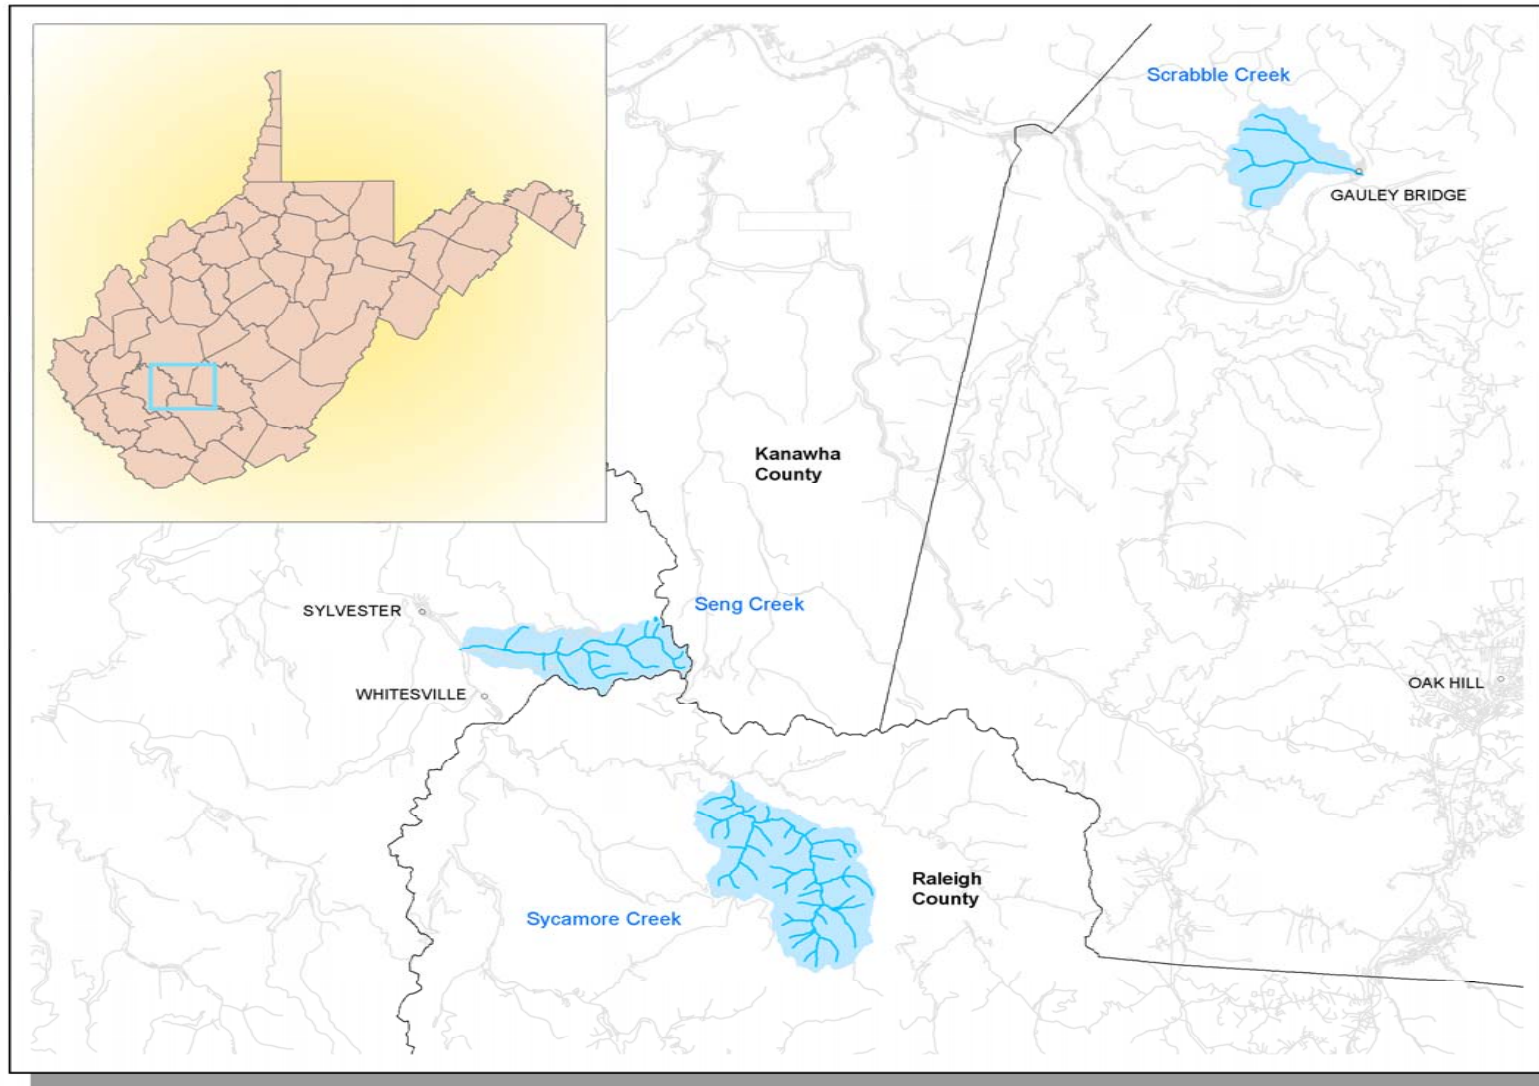 Scrabble Creek
GAULEY BRIDGE
Kanawha
County
Seng Creek
SYLVESTER
WHITESVILLE
OAK HILL
Raleigh
County
Sycamore Creek